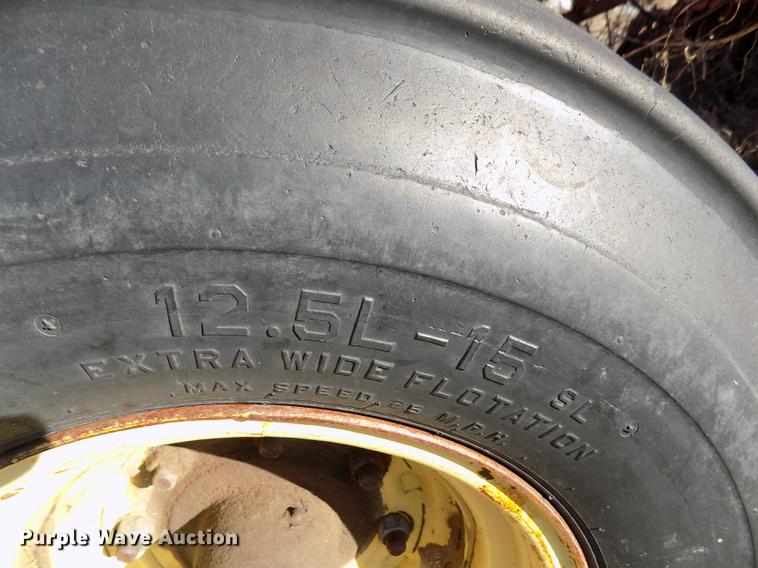 12.5L-15 SL
EXTRA WIDE FLOTATION
MAX SPEED 25 M.P.H.
Purple Wave Auction